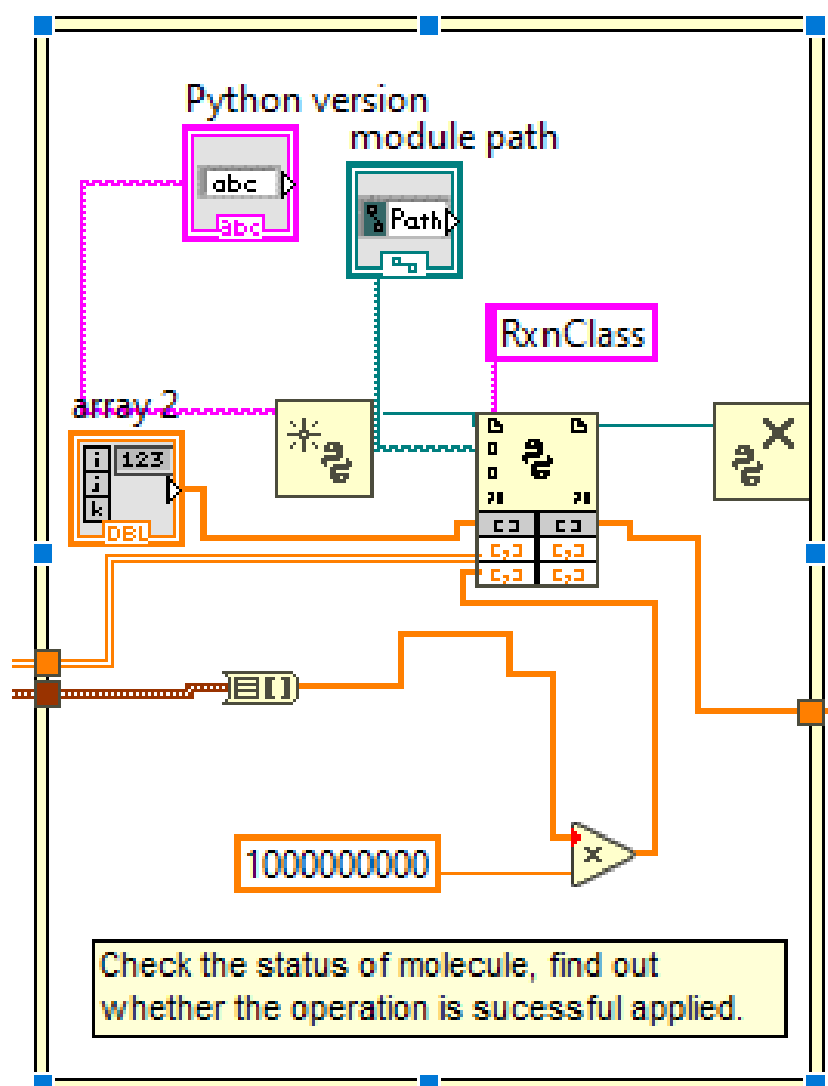 Python version
abc
abc
module path
Path
RxnClass
array 2
i
j
k
123
DBL
?!
?!
[ ]
[ ]
[,]
[,]
[,]
[,]
[ ]
x
1000000000
Check the status of molecule, find out
whether the operation is sucessful applied.